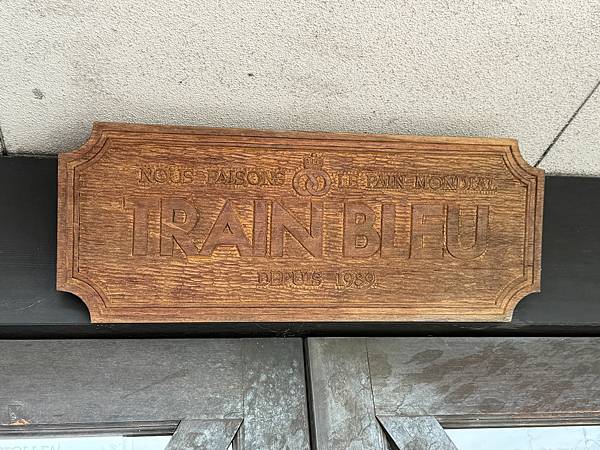 NOUS FAISONS LE PAIN MONDIAL
TRAIN BLEU
DEPUIS 1989